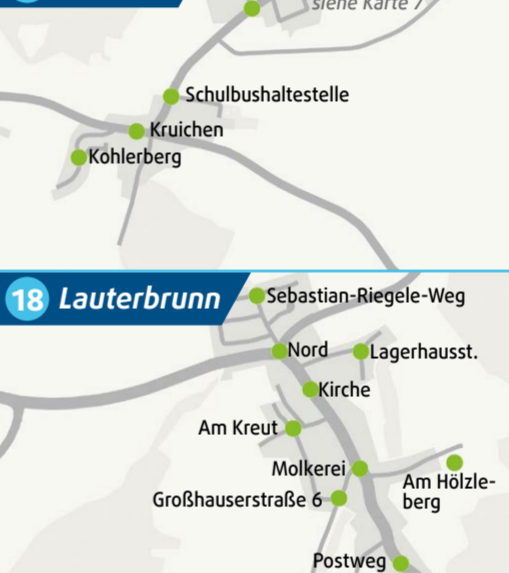 siehe Karte 7
Schulbushaltestelle
Kruichen
Kohlerberg
18 Lauterbrunn
Sebastian-Riegele-Weg
Nord
Lagerhausst.
Kirche
Am Kreut
Molkerei
Am Hölzle-
berg
Großhauserstraße 6
Postweg